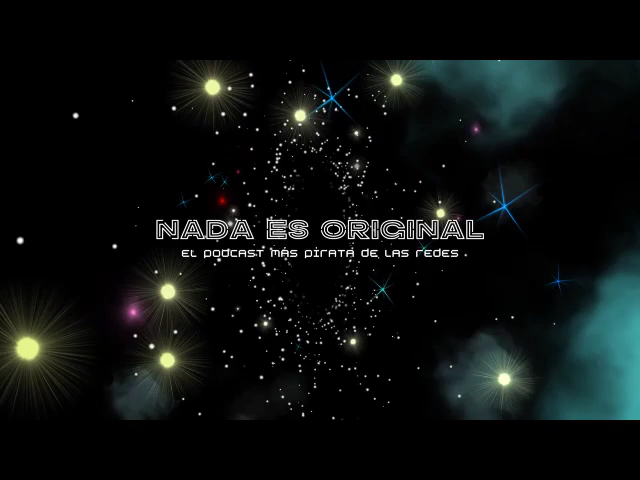 NADA ES ORIGINAL
EL PODCAST MÁS PIRATA DE LAS REDES